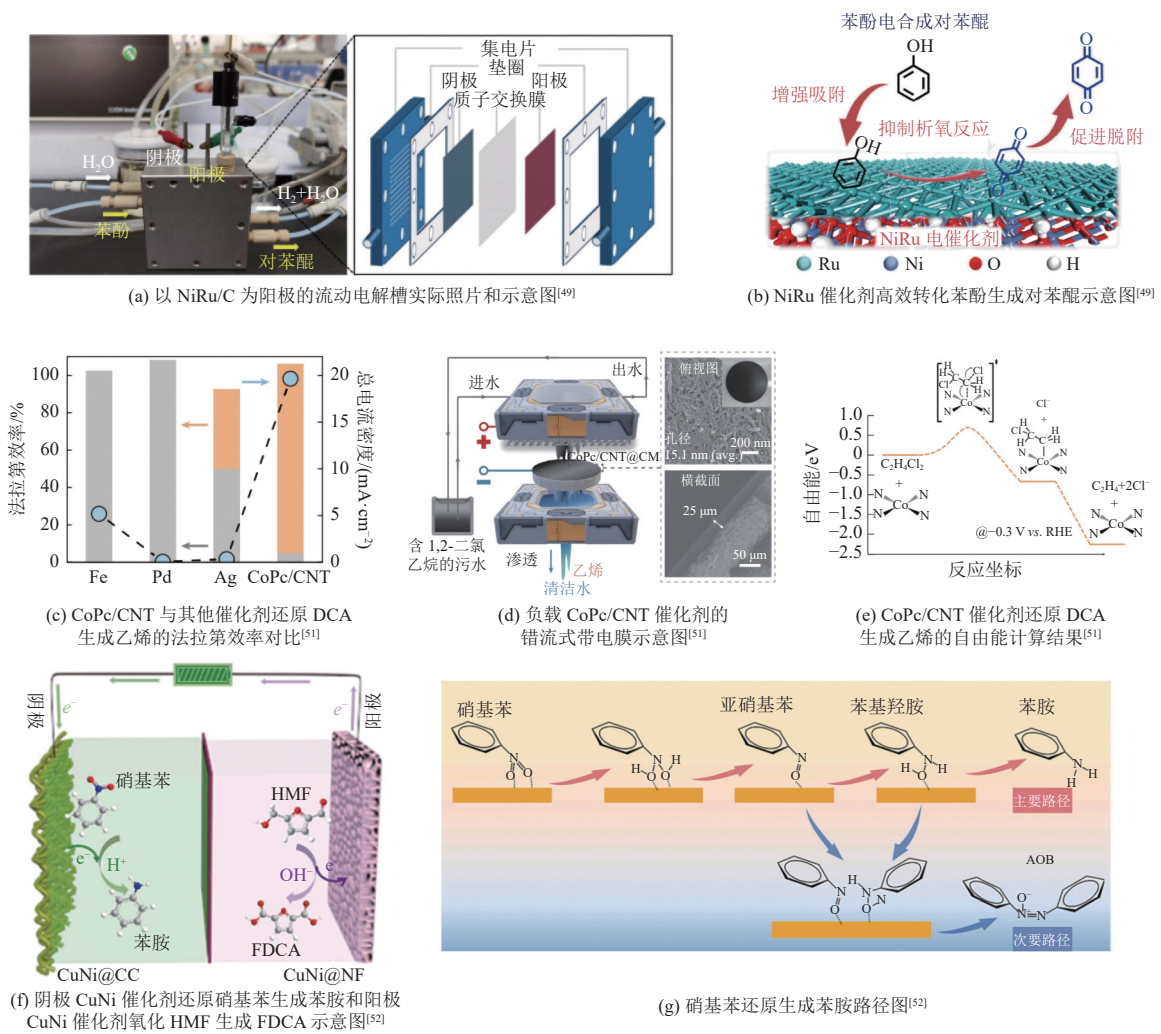 H₂O
阴极
阳极
H₂+H₂O
苯酚
对苯醌
集电片
垫圈
阴极
阳极
质子交换膜
(a) 以 NiRu/C 为阳极的流动电解槽实际照片和示意图[49]
苯酚电合成对苯醌
OH
O
O
增强吸附
抑制析氧反应
促进脱附
OH
O
O
NiRu 电催化剂
Ru
Ni
O
H
(b) NiRu 催化剂高效转化苯酚生成对苯醌示意图[49]
法拉第效率/%
100
80
60
40
20
0
20
15
10
5
0
总电流密度/(mA·cm⁻²)
Fe
Pd
Ag
CoPc/CNT
(c) CoPc/CNT 与其他催化剂还原 DCA
生成乙烯的法拉第效率对比[51]
出水
进水
+
−
CoPc/CNT@CM
含 1,2-二氯
乙烷的污水
渗透
乙烯
清洁水
俯视图
孔径
15.1 nm (avg.)
200 nm
横截面
25 μm
50 μm
(d) 负载 CoPc/CNT 催化剂的
错流式带电膜示意图[51]
自由能/eV
1.0
0.5
0
−0.5
−1.0
−1.5
−2.0
−2.5
C₂H₄Cl₂
+
N
N
Co
N
N
Cl
H
H
C
C
H
Cl
H
N
N
Co
N
N
‡
Cl⁻
+
H
Cl
C
H
C
H
H
N
N
Co
N
N
C₂H₄+2Cl⁻
+
N
N
Co
N
N
@−0.3 V vs. RHE
反应坐标
(e) CoPc/CNT 催化剂还原 DCA
生成乙烯的自由能计算结果[51]
阴极
e⁻
e⁻
阳极
硝基苯
e⁻
H⁺
苯胺
HMF
OH⁻
e⁻
FDCA
CuNi@CC
CuNi@NF
(f) 阴极 CuNi 催化剂还原硝基苯生成苯胺和阳极
CuNi 催化剂氧化 HMF 生成 FDCA 示意图[52]
硝基苯
亚硝基苯
苯基羟胺
苯胺
N
O
O
N
H
O
O
H
N
O
N
H
H
O
N
H
H
主要路径
N
O
H
N
O
N
AOB
O⁻
N⁺
N
次要路径
(g) 硝基苯还原生成苯胺路径图[52]